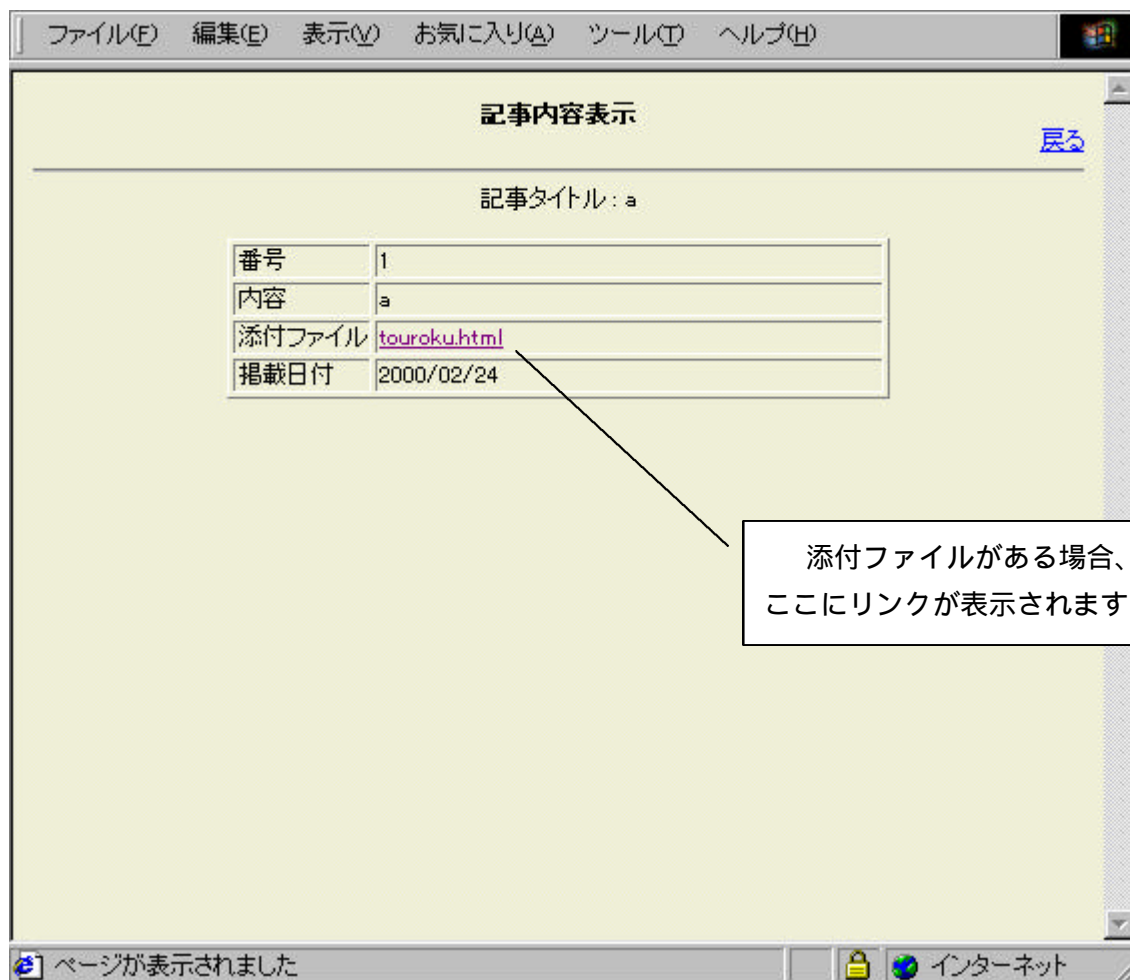 ファイル(F) 編集(E) 表示(V) お気に入り(A) ツール(T) ヘルプ(H)
記事内容表示
戻る
記事タイトル : a
番号 1
内容 a
添付ファイル touroku.html
掲載日付 2000/02/24
添付ファイルがある場合、
ここにリンクが表示されます
ページが表示されました インターネット